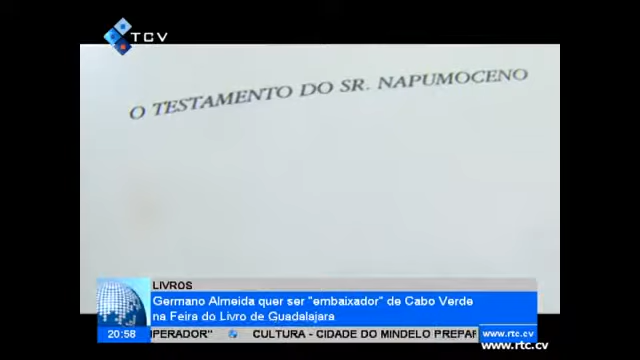 TCV
O TESTAMENTO DO SR. NAPUMOCENO
LIVROS
Germano Almeida quer ser "embaixador" de Cabo Verde
na Feira do Livro de Guadalajara
20:58 IPERADOR" CULTURA - CIDADE DO MINDELO PREPAR www.rtc.cv
www.rtc.cv